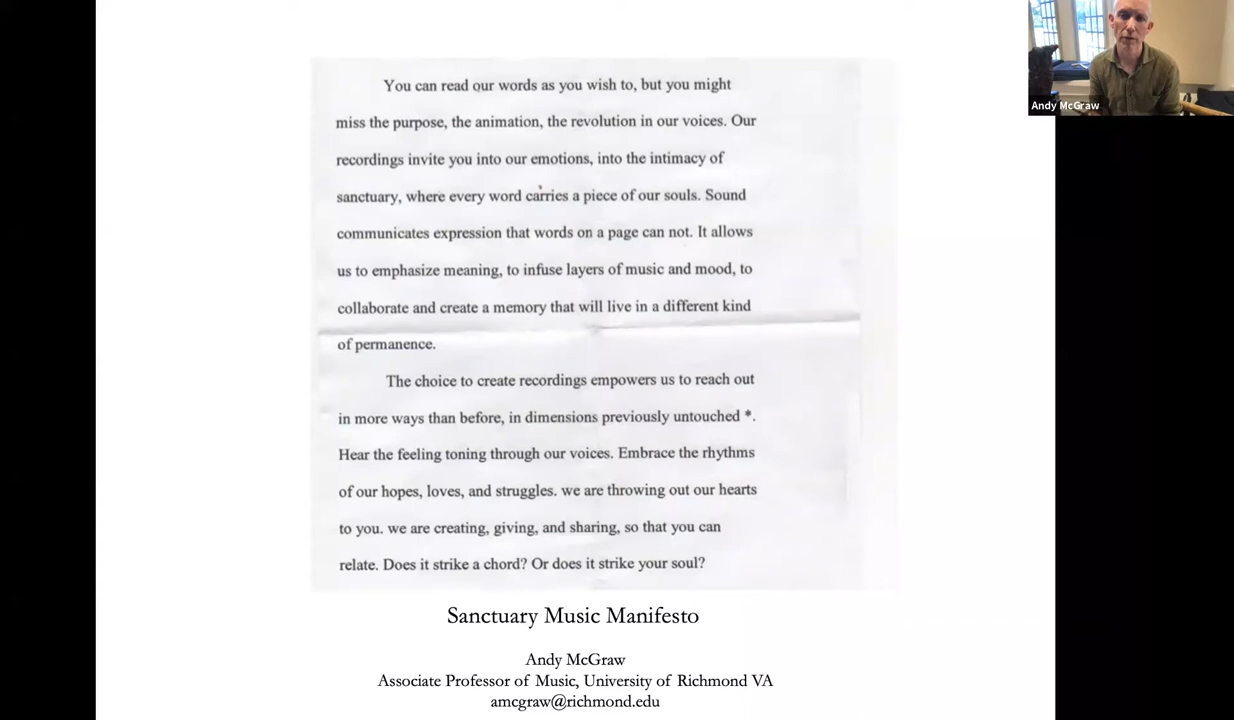 You can read our words as you wish to, but you might
miss the purpose, the animation, the revolution in our voices. Our
recordings invite you into our emotions, into the intimacy of
sanctuary, where every word carries a piece of our souls. Sound
communicates expression that words on a page can not. It allows
us to emphasize meaning, to infuse layers of music and mood, to
collaborate and create a memory that will live in a different kind
of permanence.
The choice to create recordings empowers us to reach out
in more ways than before, in dimensions previously untouched *.
Hear the feeling toning through our voices. Embrace the rhythms
of our hopes, loves, and struggles. we are throwing out our hearts
to you. we are creating, giving, and sharing, so that you can
relate. Does it strike a chord? Or does it strike your soul?
Sanctuary Music Manifesto
Andy McGraw
Associate Professor of Music, University of Richmond VA
amcgraw@richmond.edu
Andy McGraw